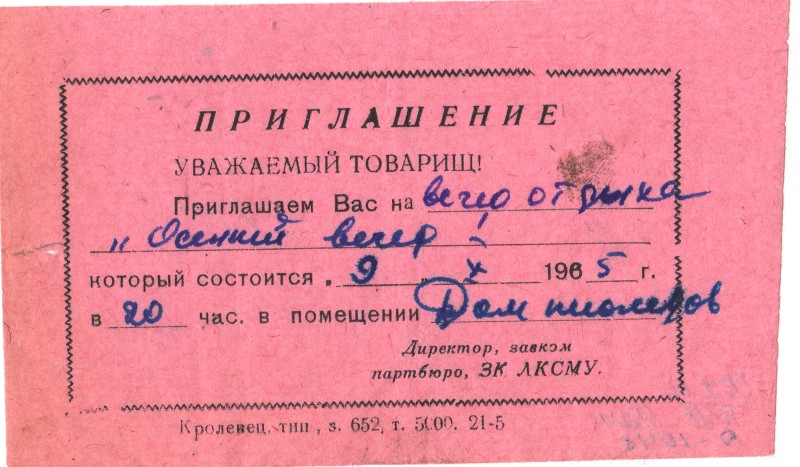 ПРИГЛАШЕНИЕ
УВАЖАЕМЫЙ ТОВАРИЩ!
Приглашаем Вас на вечер отдыха
„Осенний вечер!
который состоится „ 9 „ X 1965 г.
в 20 час. в помещении Дом пионеров
Директор, завком
партбюро, ЗК ЛКСМУ.
Кролевец, тип., з. 652, т. 5000. 21-5